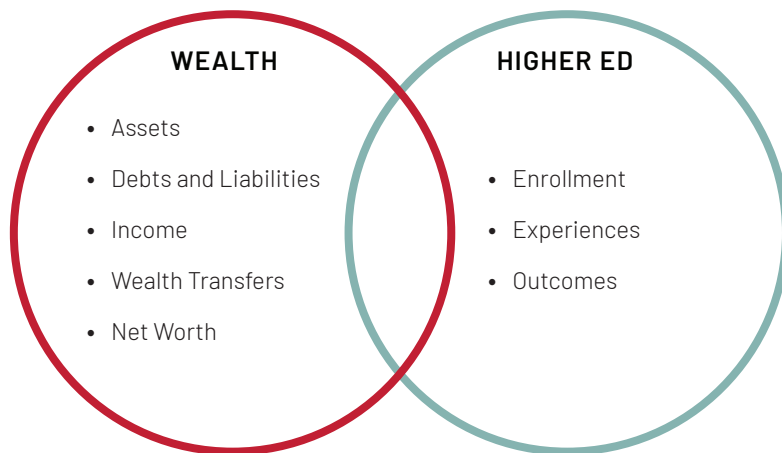 WEALTH
• Assets
• Debts and Liabilities
• Income
• Wealth Transfers
• Net Worth
HIGHER ED
• Enrollment
• Experiences
• Outcomes